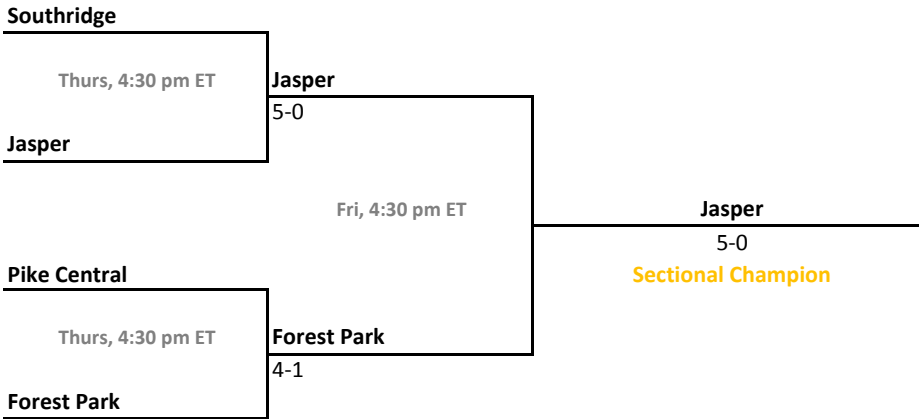 Southridge
Thurs, 4:30 pm ET
Jasper
5-0
Jasper
Fri, 4:30 pm ET
Jasper
5-0
Sectional Champion
Pike Central
Thurs, 4:30 pm ET
Forest Park
4-1
Forest Park